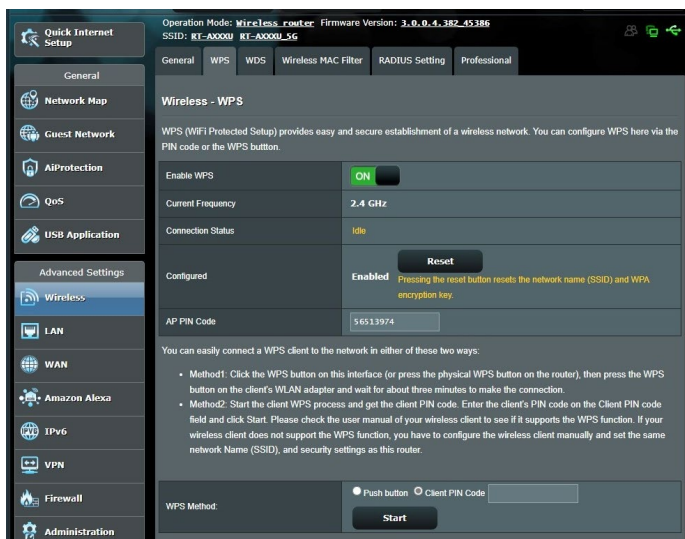 Quick Internet
Setup
Operation Mode: Wireless router Firmware Version: 3.0.0.4.382_45386
SSID: RT-AXXXU RT-AXXXU_5G
General
Network Map
Guest Network
AiProtection
QoS
USB Application
Advanced Settings
Wireless
LAN
WAN
Amazon Alexa
IPv6
VPN
Firewall
Administration
General WPS WDS Wireless MAC Filter RADIUS Setting Professional
Wireless - WPS
WPS (WiFi Protected Setup) provides easy and secure establishment of a wireless network. You can configure WPS here via the
PIN code or the WPS buttton.
Enable WPS ON
Current Frequency 2.4 GHz
Connection Status Idle
Configured Enabled Reset
Pressing the reset button resets the network name (SSID) and WPA
encryption key.
AP PIN Code 56513974
You can easily connect a WPS client to the network in either of these two ways:
• Method1: Click the WPS button on this interface (or press the physical WPS button on the router), then press the WPS
button on the client's WLAN adapter and wait for about three minutes to make the connection.
• Method2: Start the client WPS process and get the client PIN code. Enter the client's PIN code on the Client PIN code
field and click Start. Please check the user manual of your wireless client to see if it supports the WPS function. If your
wireless client does not support the WPS function, you have to configure the wireless client manually and set the same
network Name (SSID), and security settings as this router.
WPS Method: Push button Client PIN Code
Start